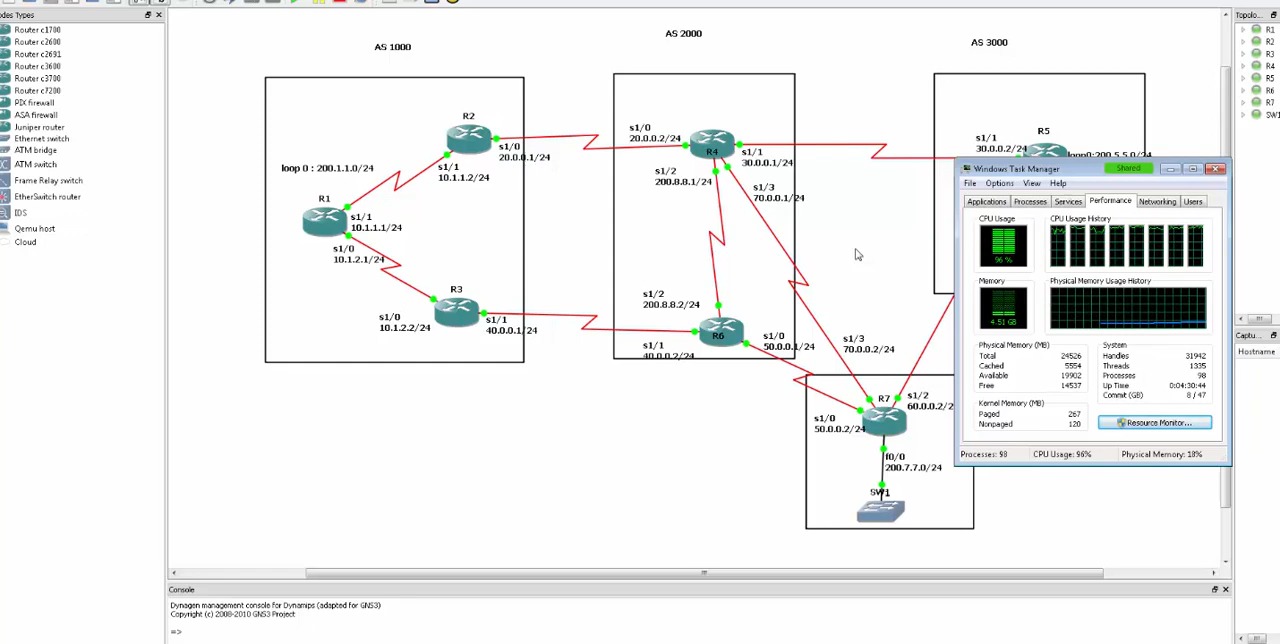 odes Types
Router c1700
Router c2600
Router c2691
Router c3600
Router c3700
Router c7200
PIX firewall
ASA firewall
Juniper router
Ethernet switch
ATM bridge
ATM switch
Frame Relay switch
EtherSwitch router
IDS
Qemu host
Cloud
AS 1000
AS 2000
AS 3000
R2
s1/0
20.0.0.1/24
loop 0 : 200.1.1.0/24
s1/1
10.1.1.2/24
R1
s1/1
10.1.1.1/24
s1/0
10.1.2.1/24
R3
s1/0
10.1.2.2/24
s1/1
40.0.0.1/24
s1/0
20.0.0.2/24
R4
s1/1
30.0.0.1/24
s1/2
200.8.8.1/24
s1/3
70.0.0.1/24
s1/2
200.8.8.2/24
R6
s1/0
50.0.0.1/24
s1/1
40.0.0.2/24
s1/3
70.0.0.2/24
R7
s1/2
60.0.0.2/2
s1/0
50.0.0.2/24
f0/0
200.7.7.0/24
SW1
s1/1
30.0.0.2/24
R5
loop0:200.5.5.0/24
Windows Task Manager
Shared
File Options View Help
Applications Processes Services Performance Networking Users
CPU Usage
CPU Usage History
96 %
Memory
Physical Memory Usage History
4.51 GB
Physical Memory (MB)
Total 24526
Cached 5554
Available 19902
Free 14537
Kernel Memory (MB)
Paged 267
Nonpaged 120
System
Handles 31942
Threads 1335
Processes 98
Up Time 0:04:30:44
Commit (GB) 8 / 47
Resource Monitor...
Processes: 98 CPU Usage: 96% Physical Memory: 18%
Topolo...
R1
R2
R3
R4
R5
R6
R7
SW1
Captu...
Hostname
Console
Dynagen management console for Dynamips (adapted for GNS3)
Copyright (c) 2008-2010 GNS3 Project
=>